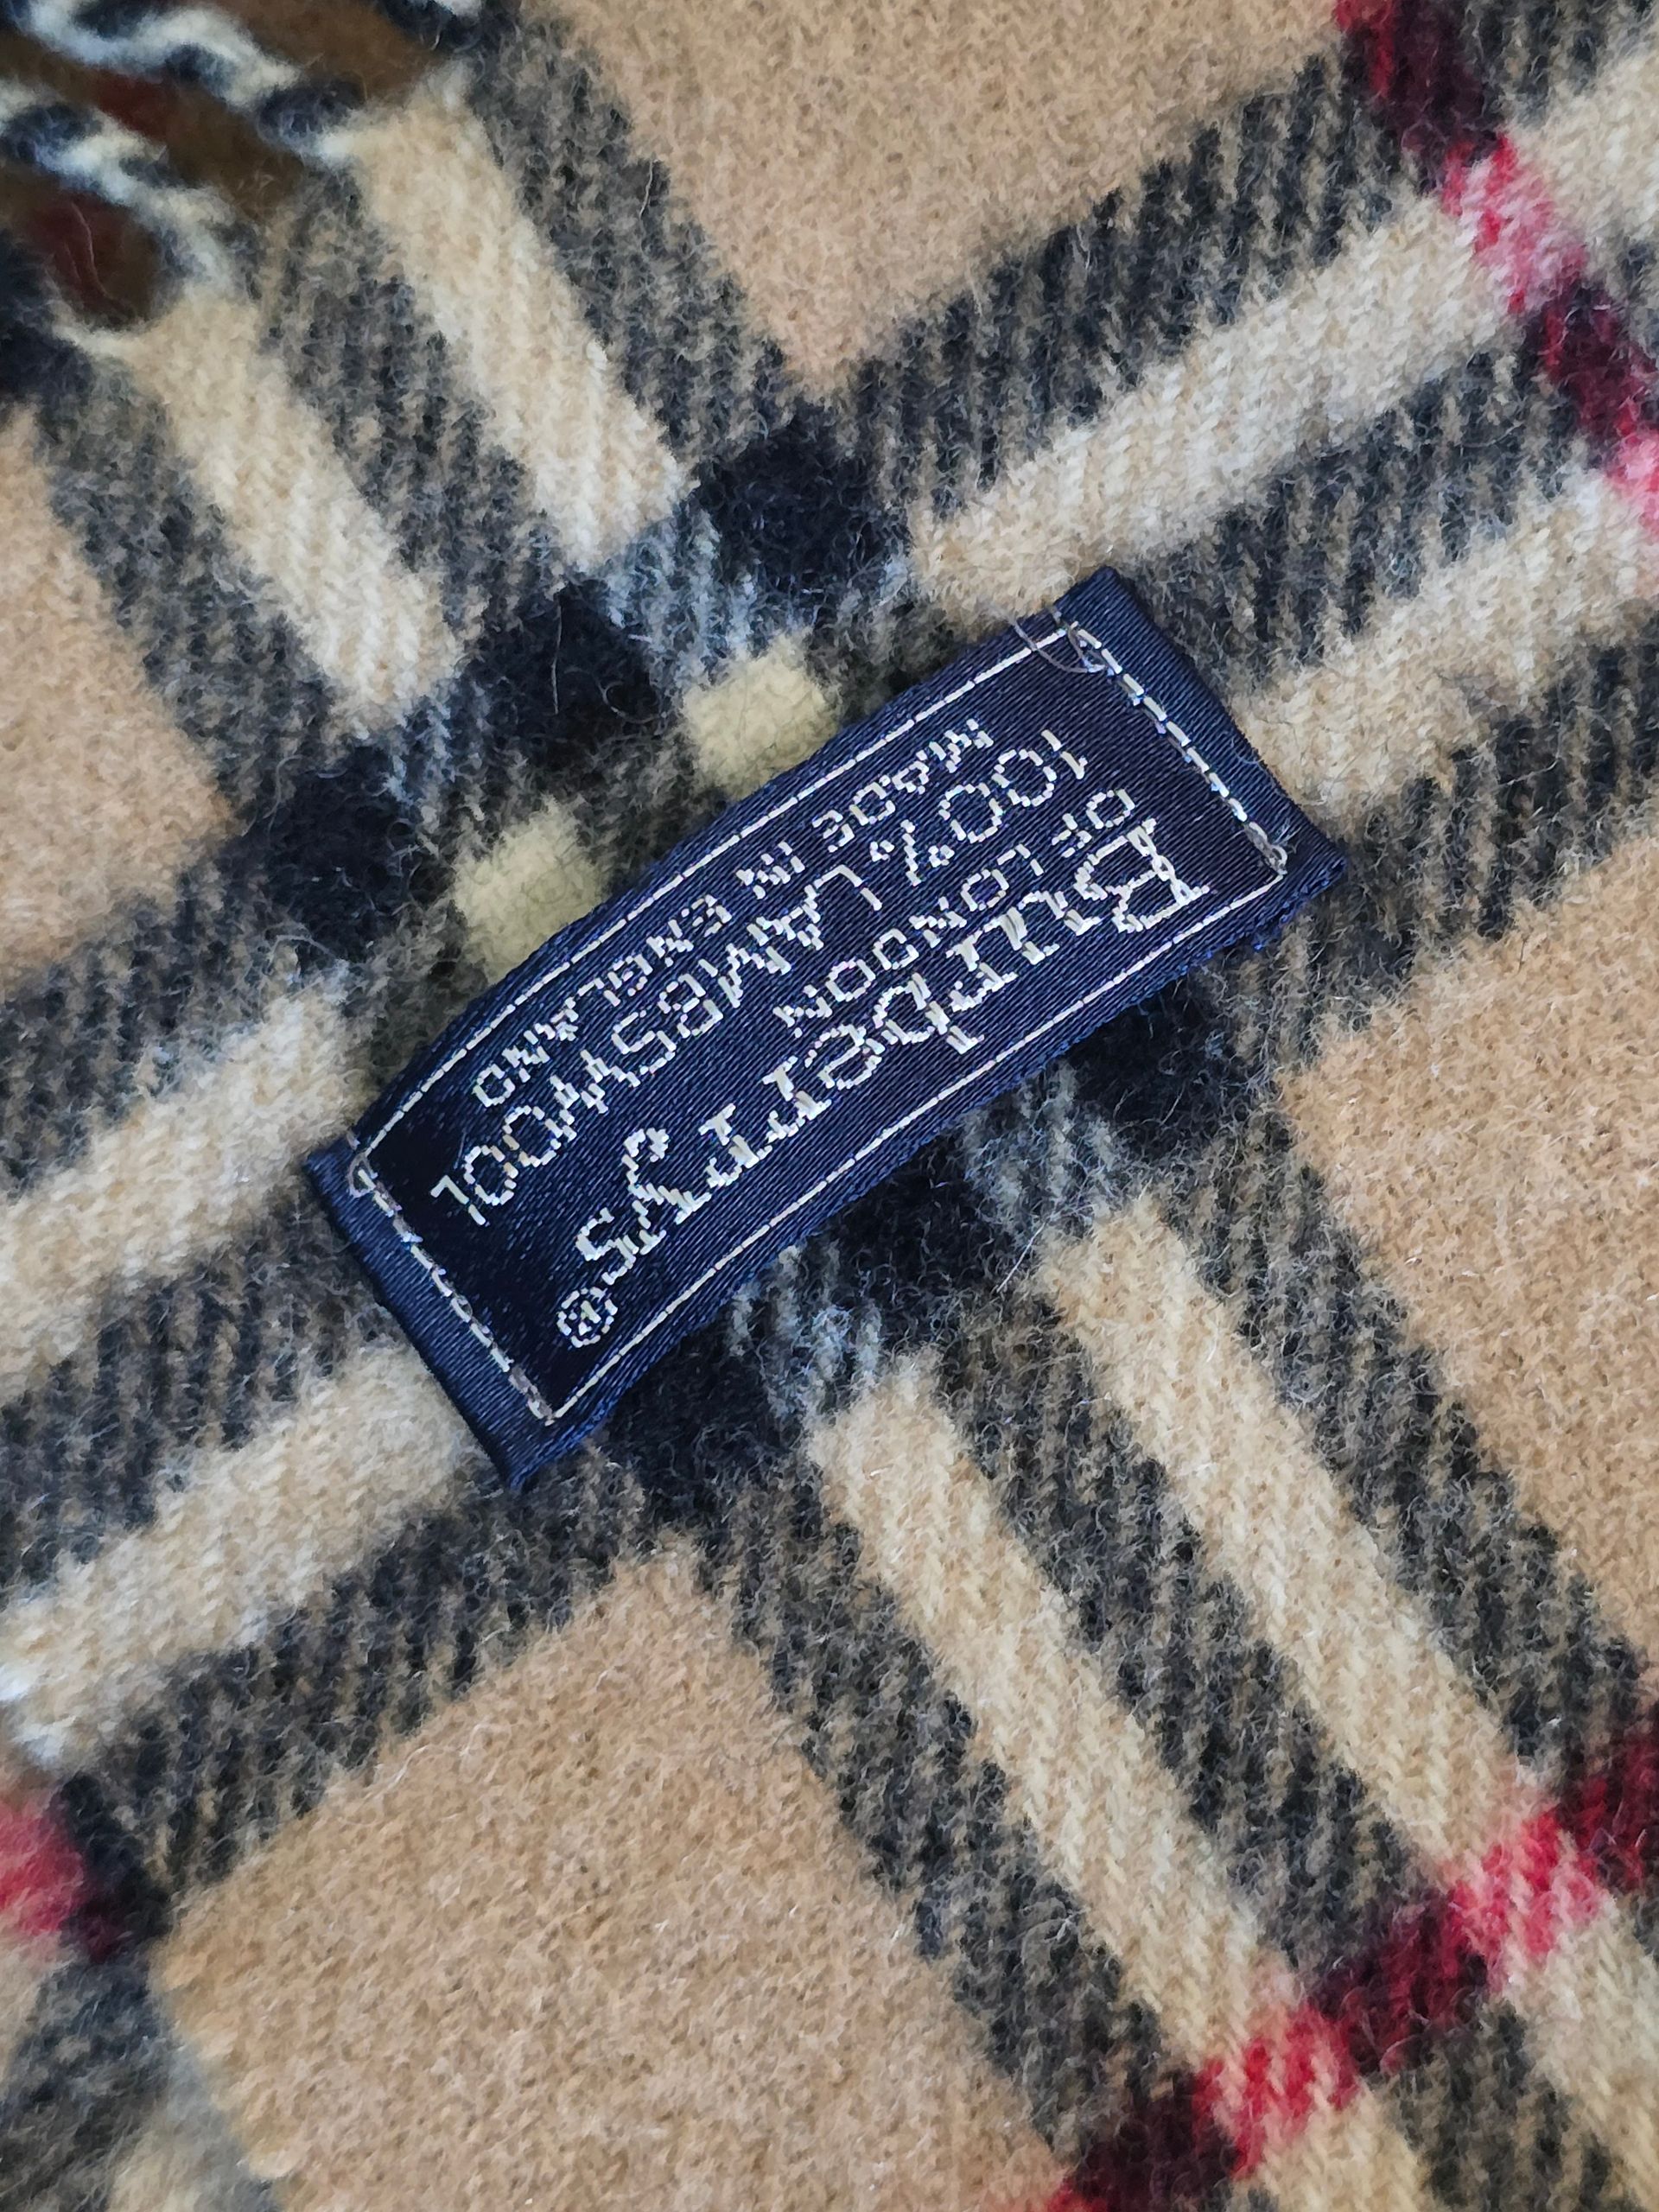 Burberrys®
OF LONDON
100% LAMBSWOOL
MADE IN ENGLAND